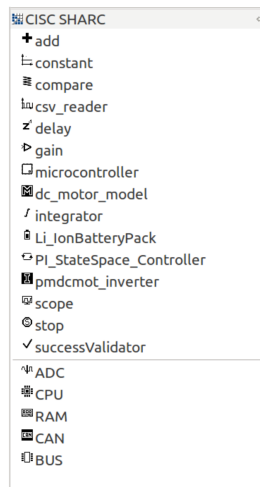 CISC SHARC
add
constant
compare
csv_reader
delay
gain
microcontroller
dc_motor_model
integrator
Li_IonBatteryPack
PI_StateSpace_Controller
pmdcmot_inverter
scope
stop
successValidator
ADC
CPU
RAM
CAN
BUS